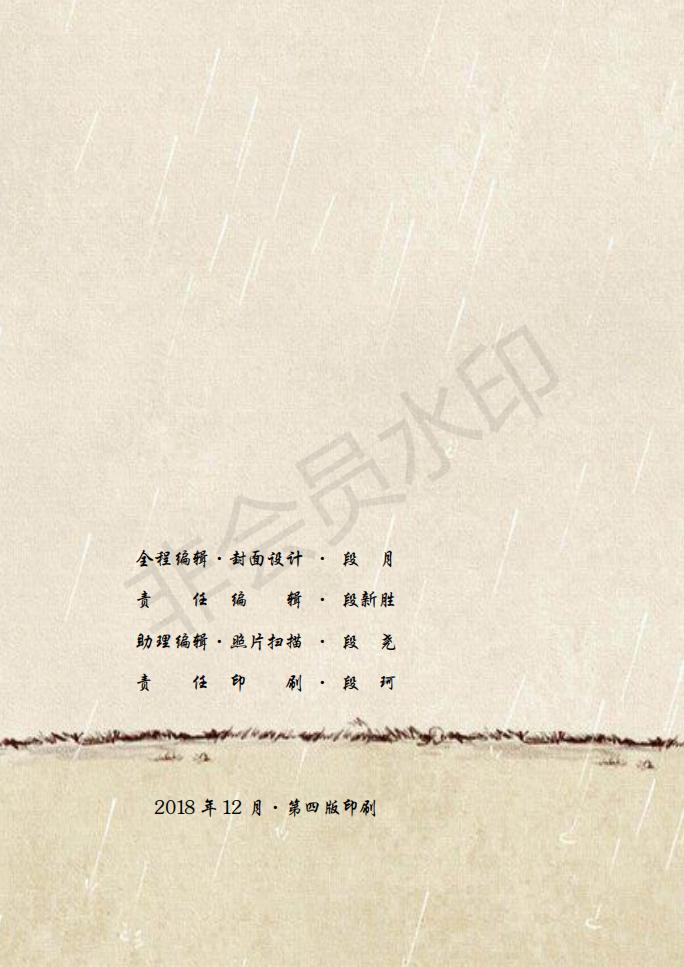 非会员水印
全程编辑·封面设计 · 段 月
责 任 编 辑 · 段新胜
助理编辑·照片扫描 · 段 尧
责 任 印 刷 · 段 珂
2018 年 12 月·第四版印刷